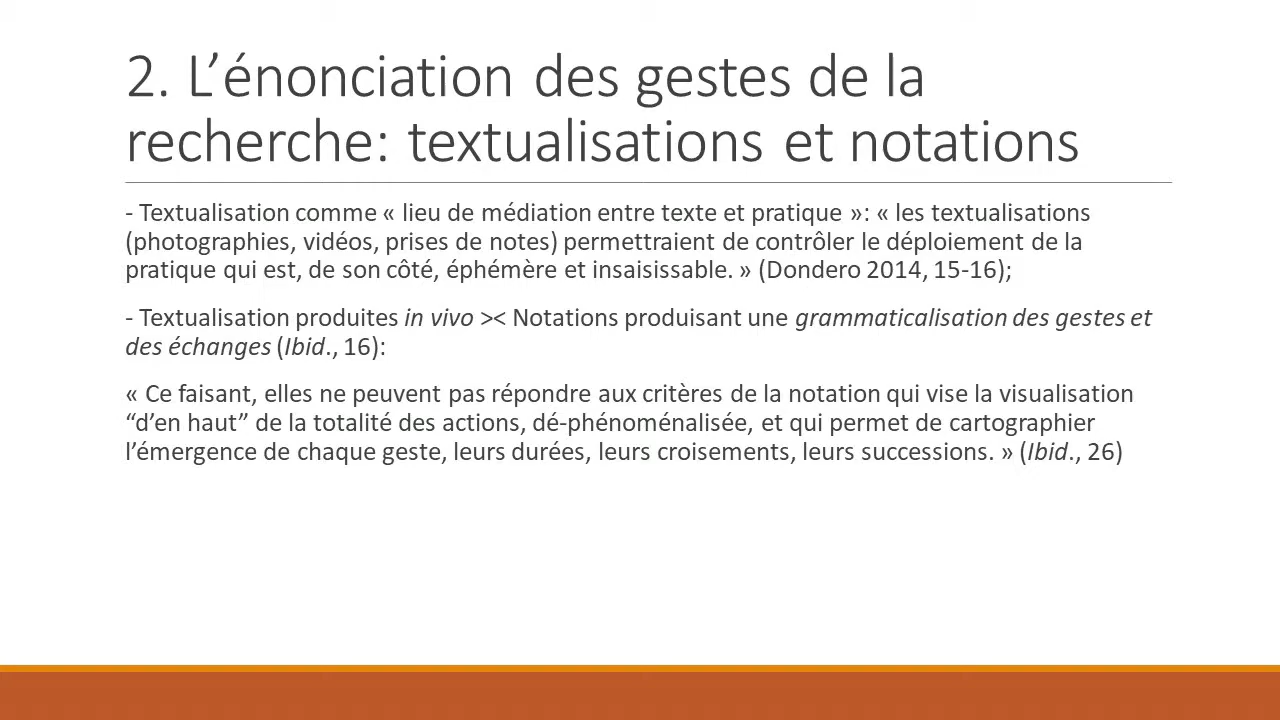 2. L’énonciation des gestes de la
recherche: textualisations et notations
- Textualisation comme « lieu de médiation entre texte et pratique »: « les textualisations
(photographies, vidéos, prises de notes) permettraient de contrôler le déploiement de la
pratique qui est, de son côté, éphémère et insaisissable. » (Dondero 2014, 15-16);
- Textualisation produites in vivo >< Notations produisant une grammaticalisation des gestes et
des échanges (Ibid., 16):
« Ce faisant, elles ne peuvent pas répondre aux critères de la notation qui vise la visualisation
“d’en haut” de la totalité des actions, dé-phénoménalisée, et qui permet de cartographier
l’émergence de chaque geste, leurs durées, leurs croisements, leurs successions. » (Ibid., 26)